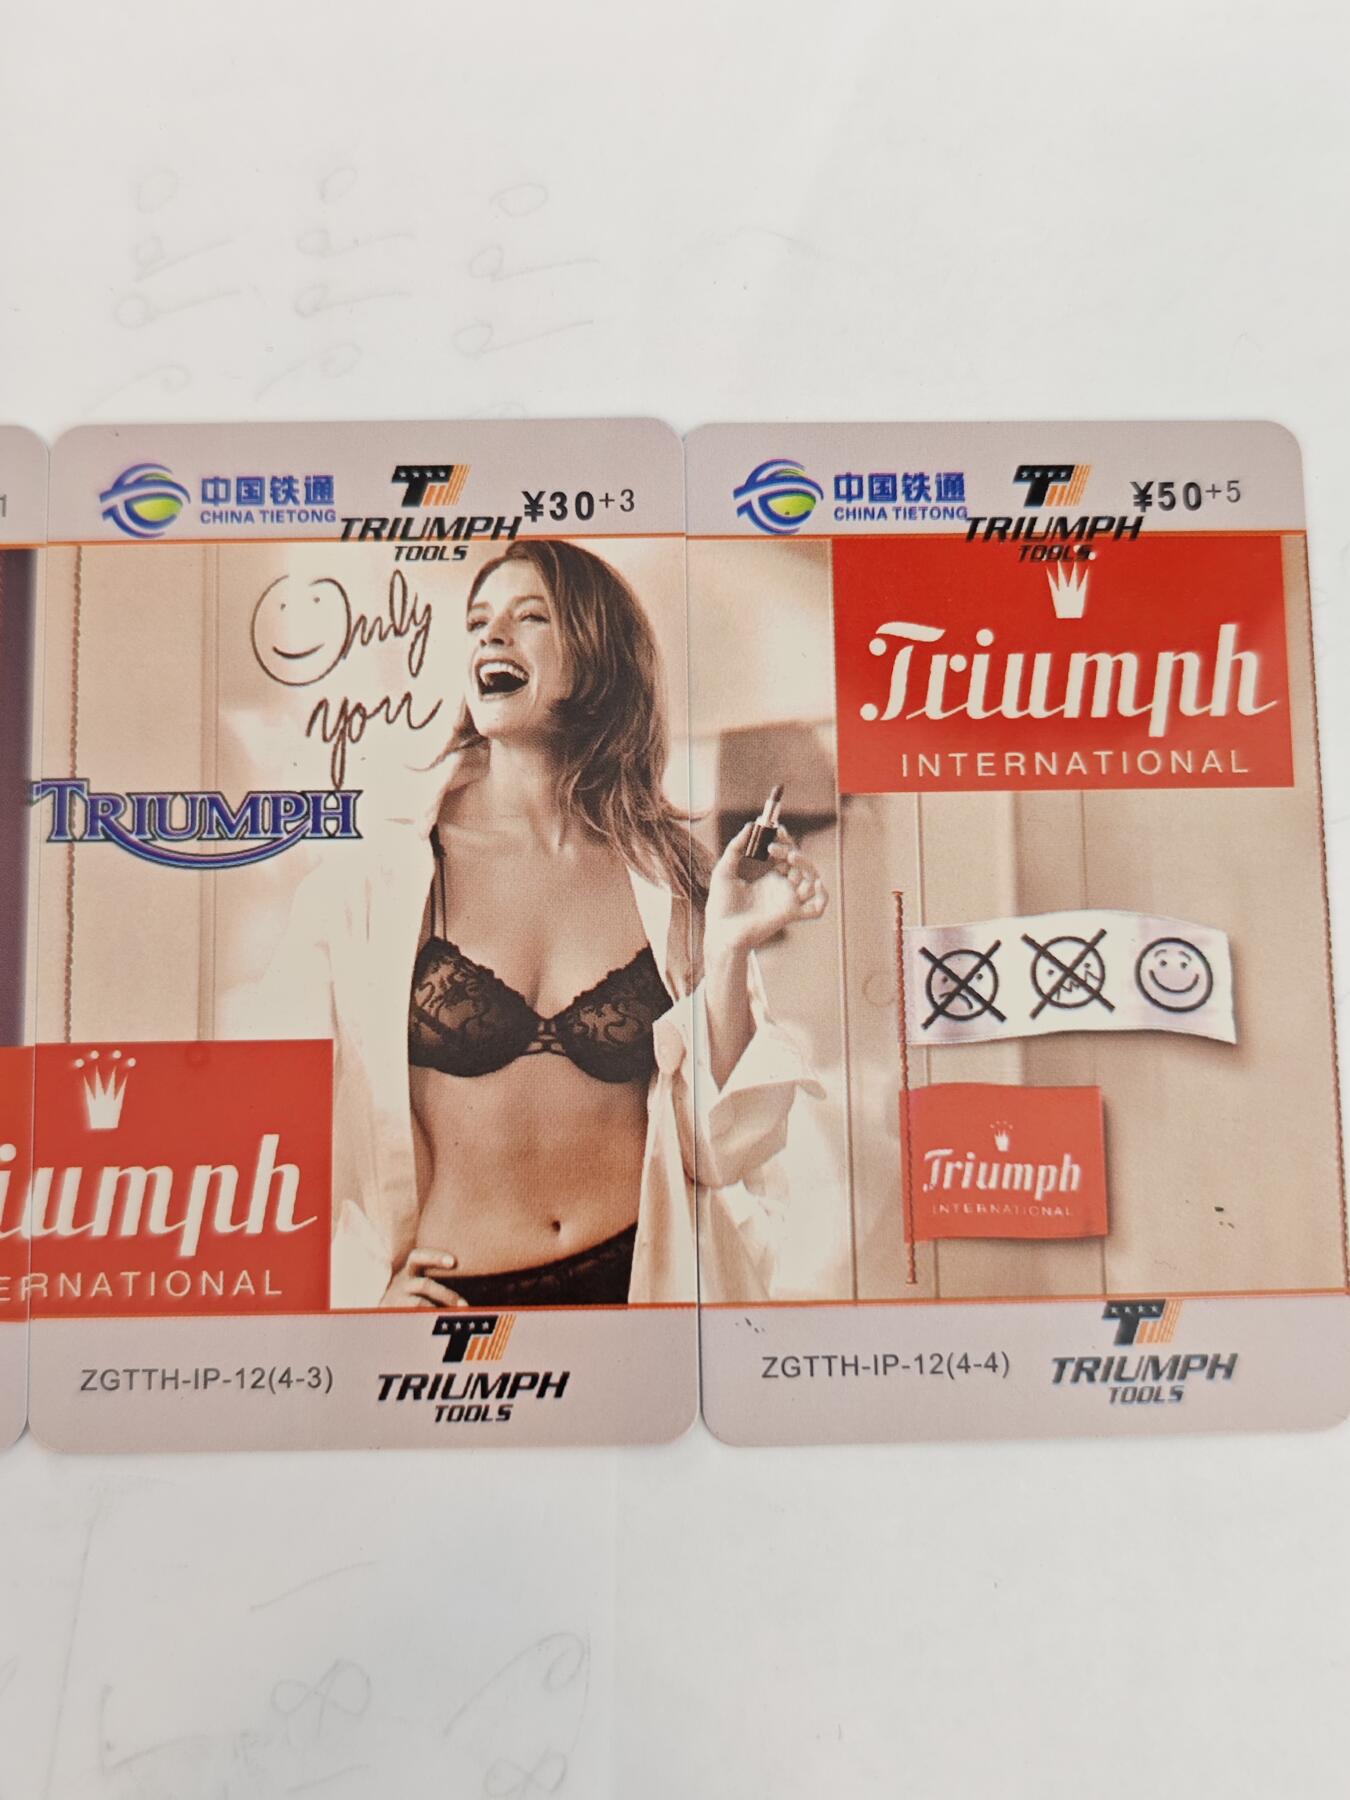 1
中国铁通
CHINA TIETONG
TRIUMPH
TOOLS
¥30+3
Only
you
TRIUMPH
iumph
ERNATIONAL
ZGTTH-IP-12(4-3)
TRIUMPH
TOOLS
中国铁通
CHINA TIETONG
TRIUMPH
TOOLS
¥50+5
Triumph
INTERNATIONAL
Triumph
INTERNATIONAL
ZGTTH-IP-12(4-4)
TRIUMPH
TOOLS